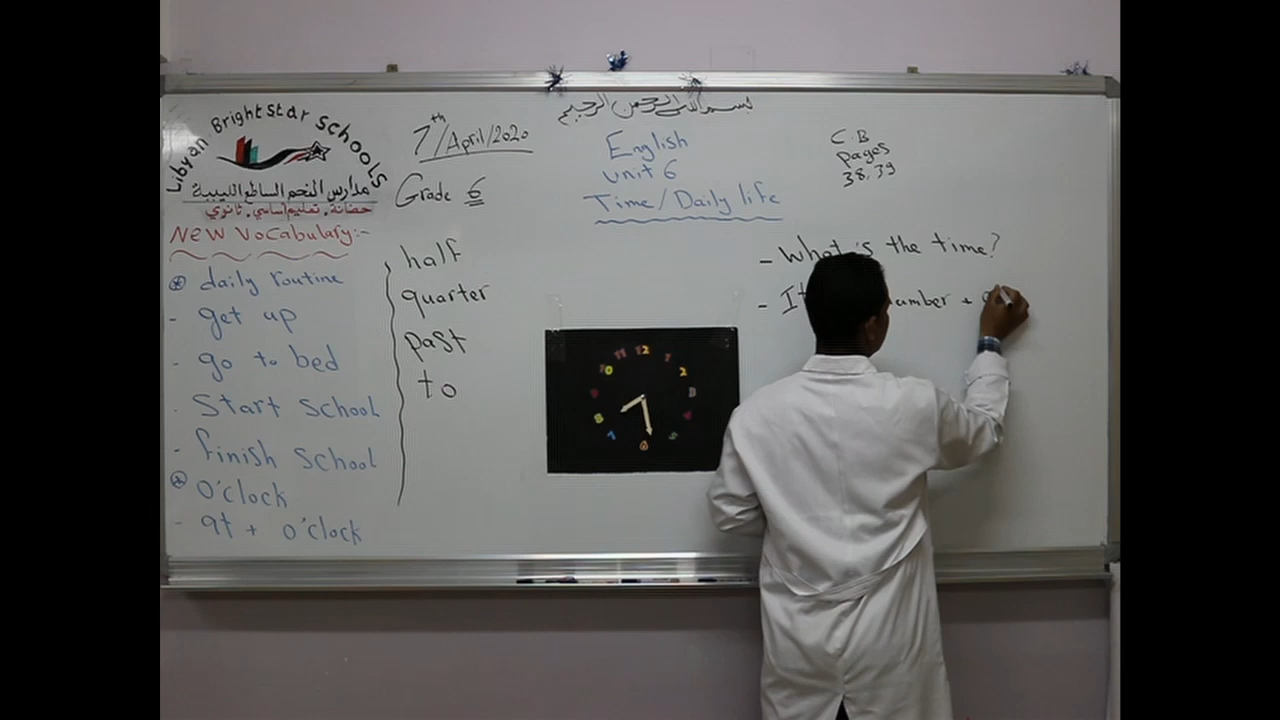 بسم الله الرحمن الرحيم
Libyan Bright Star Schools
مدارس النجم الساطع الليبية
حضانة . تعليم أساسي . ثانوي
7th/April/2020
Grade 6
English
unit 6
Time/Daily life
C.B
pages
38,39
New Vocabulary:-
daily routine
- get up
- go to bed
- Start school
- finish school
O'clock
- at + o'clock
half
quarter
past
to
- What's the time?
- It number +
12
1
2
3
4
5
6
7
8
9
10
11